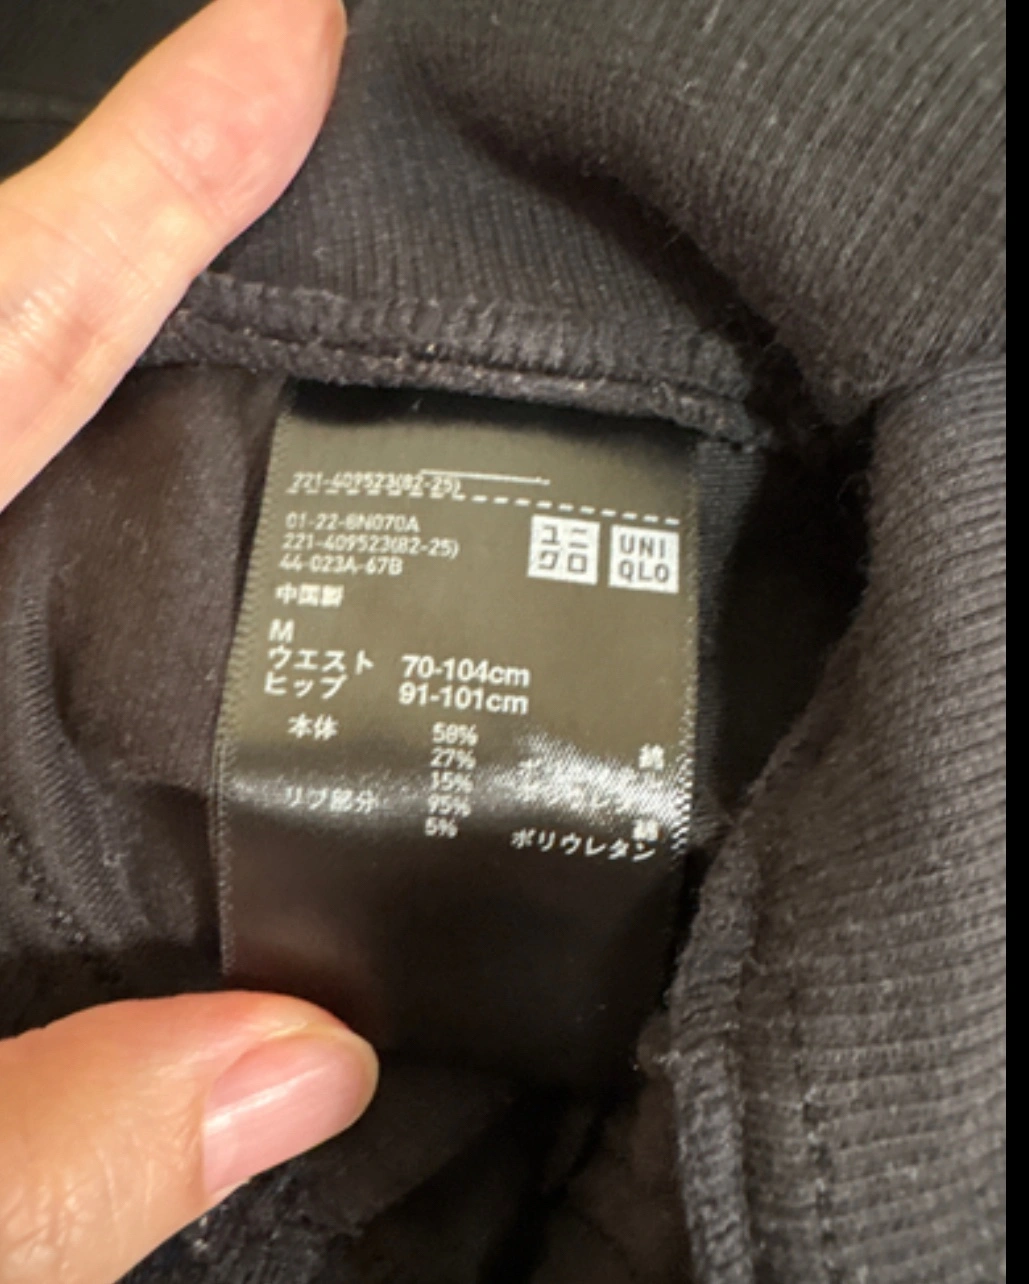 221-409523(82-25)
01-22-6N070A
221-409523(82-25)
44-023A-67B
ユニ
クロ
UNI
QLO
中国製
M
ウエスト 70-104cm
ヒップ 91-101cm
本体 58% 綿
27%
15%
リブ部分 95% 綿
5% ポリウレタン